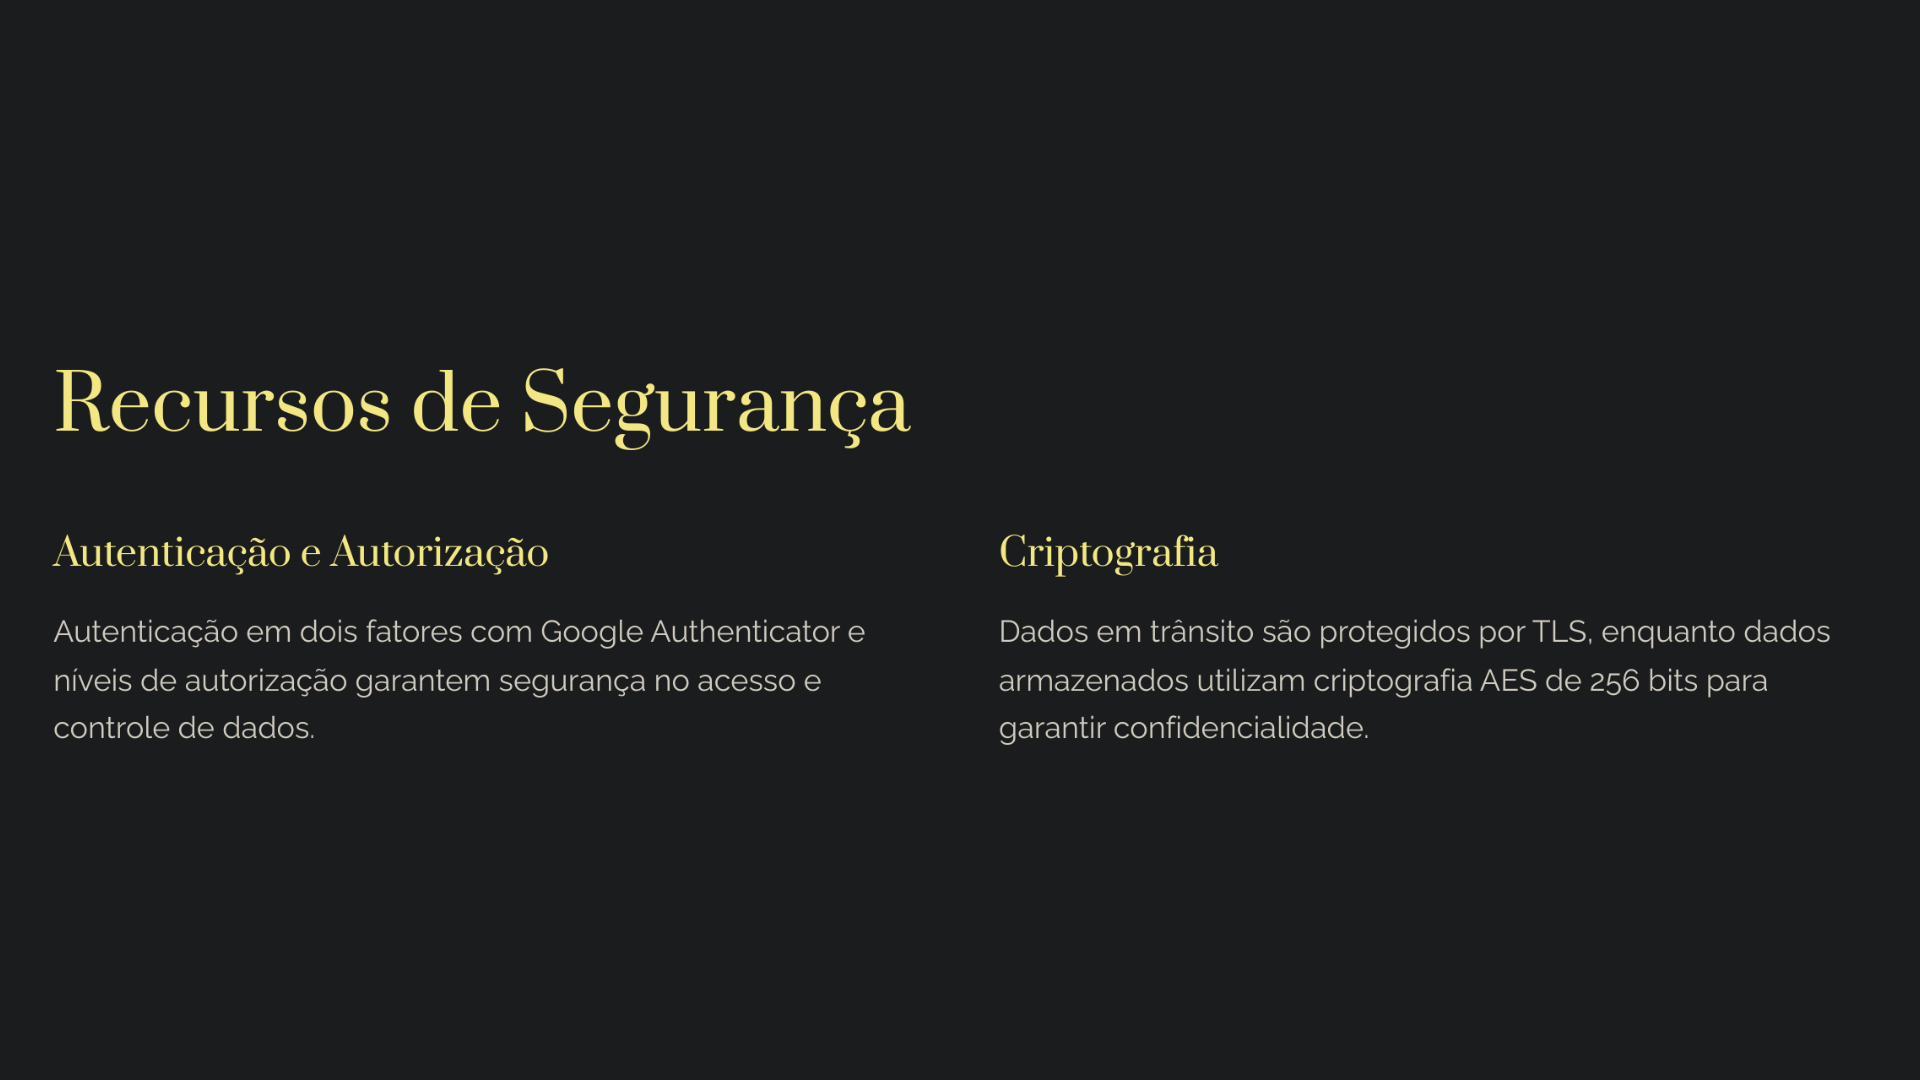 Recursos de Segurança
Autenticação e Autorização
Autenticação em dois fatores com Google Authenticator e
níveis de autorização garantem segurança no acesso e
controle de dados.
Criptografia
Dados em trânsito são protegidos por TLS, enquanto dados
armazenados utilizam criptografia AES de 256 bits para
garantir confidencialidade.